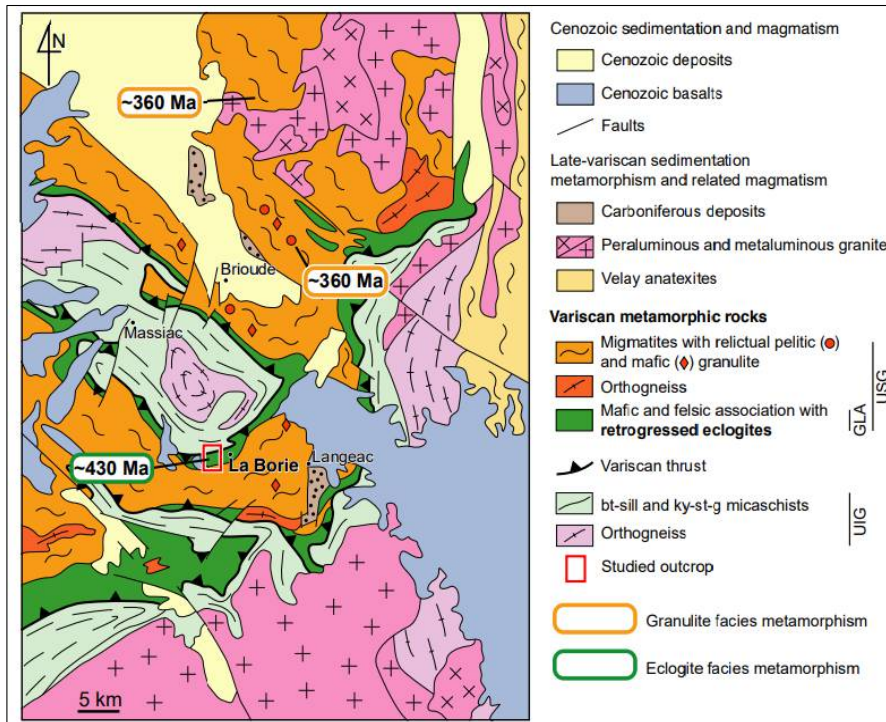 N
~360 Ma
Brioude
~360 Ma
Massiac
~430 Ma
La Borie
Langeac
5 km
Cenozoic sedimentation and magmatism
Cenozoic deposits
Cenozoic basalts
Faults
Late-variscan sedimentation
metamorphism and related magmatism
Carboniferous deposits
Peraluminous and metaluminous granite
Velay anatexites
Variscan metamorphic rocks
Migmatites with relictual pelitic ( )
and mafic ( ) granulite
Orthogneiss
Mafic and felsic association with
retrogressed eclogites
GLA
USG
Variscan thrust
bt-sill and ky-st-g micaschists
Orthogneiss
UIG
Studied outcrop
Granulite facies metamorphism
Eclogite facies metamorphism